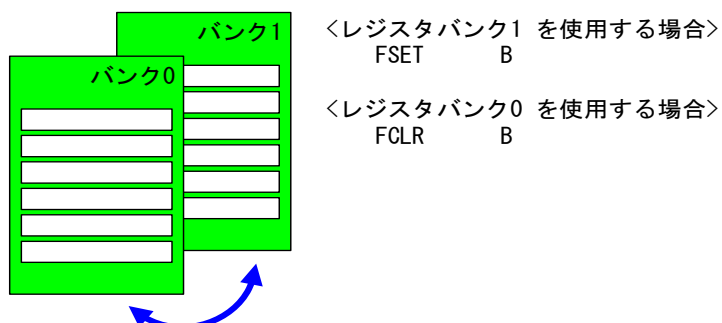 バンク1
バンク0
<レジスタバンク1 を使用する場合>
FSET B
<レジスタバンク0 を使用する場合>
FCLR B